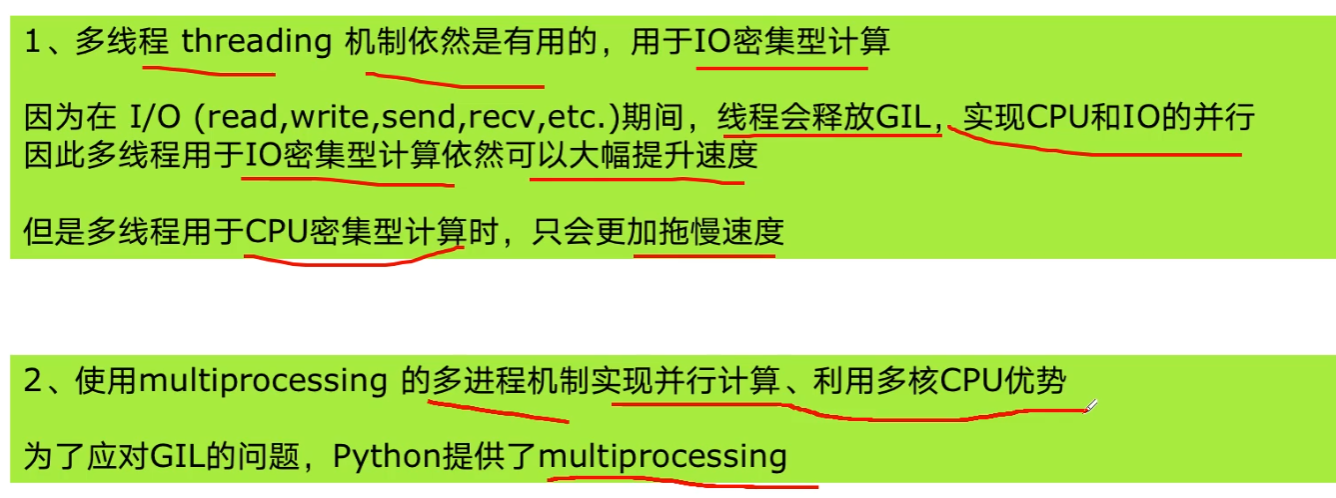 1、多线程 threading 机制依然是有用的，用于IO密集型计算
因为在 I/O (read,write,send,recv,etc.)期间，线程会释放GIL，实现CPU和IO的并行
因此多线程用于IO密集型计算依然可以大幅提升速度
但是多线程用于CPU密集型计算时，只会更加拖慢速度
2、使用multiprocessing 的多进程机制实现并行计算、利用多核CPU优势
为了应对GIL的问题，Python提供了multiprocessing